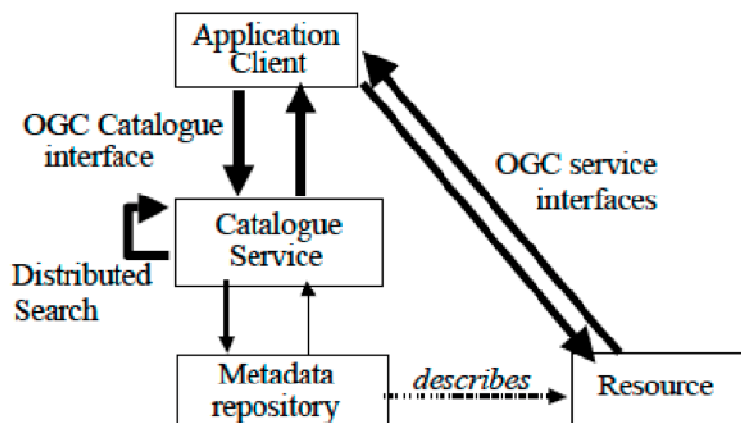 Application
Client
OGC Catalogue
interface
OGC service
interfaces
Catalogue
Service
Distributed
Search
Metadata
repository
describes
Resource